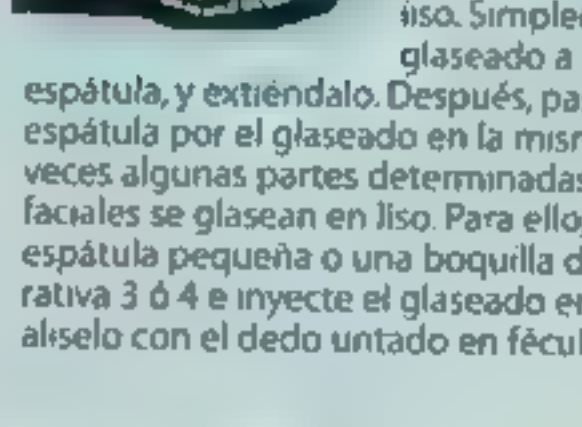 liso. Simple
glaseado a
espátula, y extiéndalo. Después, pa
espátula por el glaseado en la mism
veces algunas partes determinadas
faciales se glasean en liso. Para ello,
espátula pequeña o una boquilla d
rativa 3 ó 4 e inyecte el glaseado e
alíselo con el dedo untado en fécul